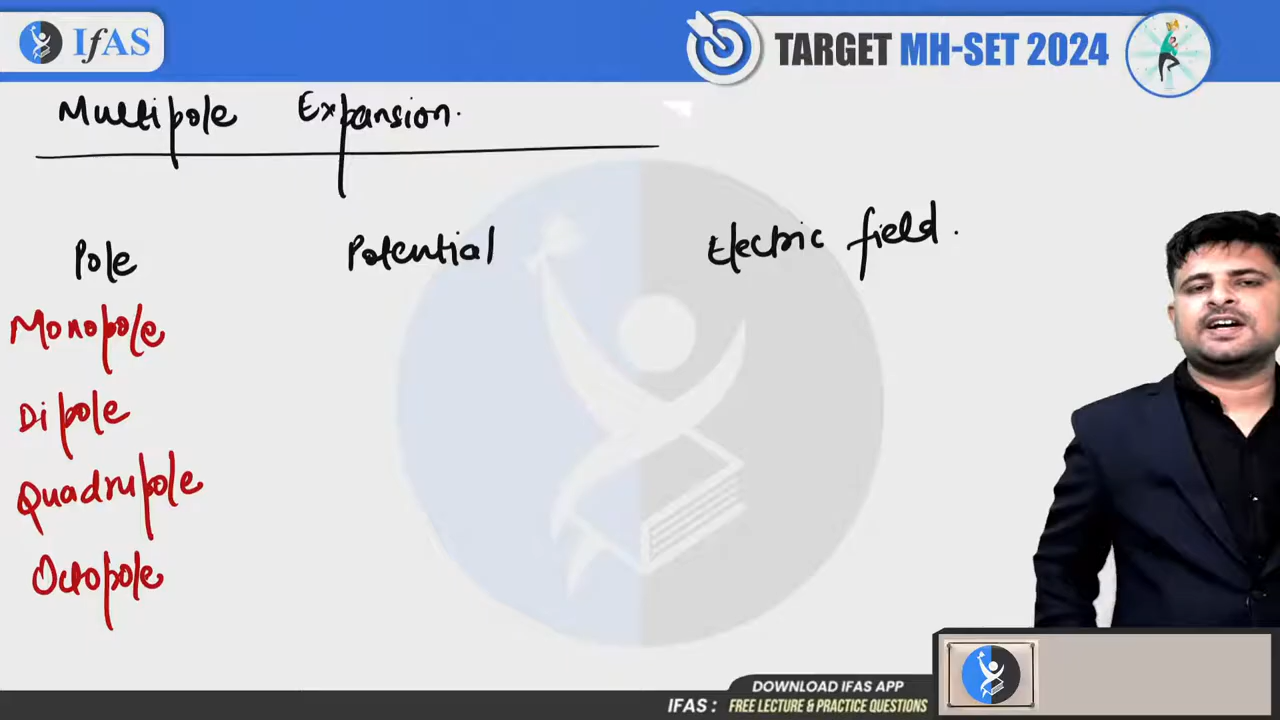 IfAS
TARGET MH-SET 2024
Multipole Expansion.
Pole Potential Electric field.
Monopole
Dipole
Quadrupole
Octopole
DOWNLOAD IFAS APP
IFAS : FREE LECTURE & PRACTICE QUESTIONS